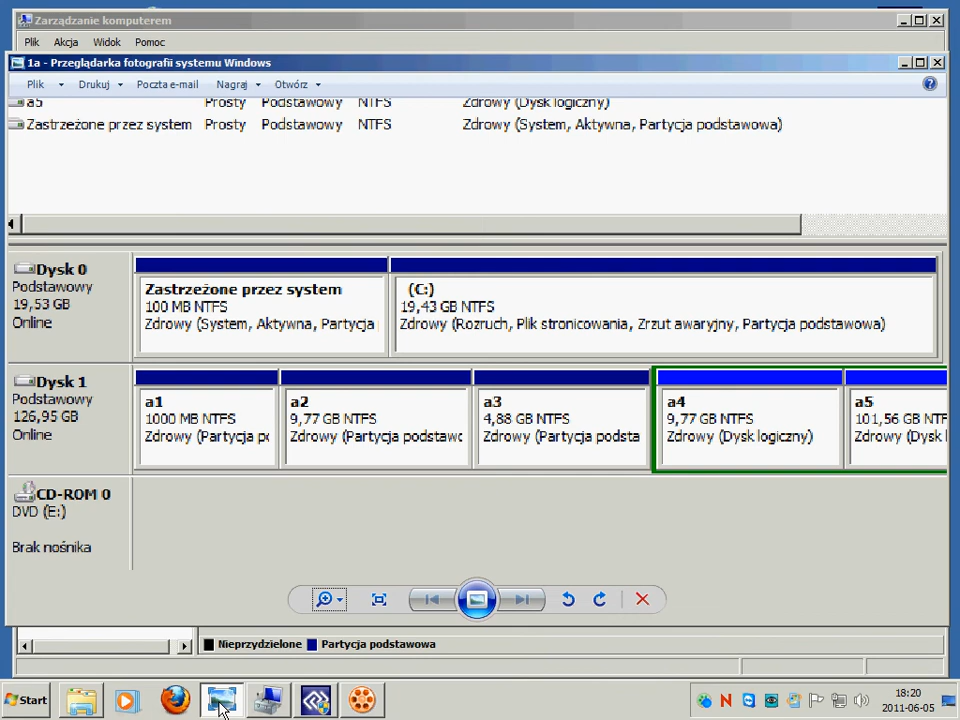 Zarządzanie komputerem
Plik Akcja Widok Pomoc
1a - Przeglądarka fotografii systemu Windows
Plik Drukuj Poczta e-mail Nagraj Otwórz
a5 Prosty Podstawowy NTFS Zdrowy (Dysk logiczny)
Zastrzeżone przez system Prosty Podstawowy NTFS Zdrowy (System, Aktywna, Partycja podstawowa)
Dysk 0
Podstawowy
19,53 GB
Online
Zastrzeżone przez system
100 MB NTFS
Zdrowy (System, Aktywna, Partycja
(C:)
19,43 GB NTFS
Zdrowy (Rozruch, Plik stronicowania, Zrzut awaryjny, Partycja podstawowa)
Dysk 1
Podstawowy
126,95 GB
Online
a1
1000 MB NTFS
Zdrowy (Partycja pc
a2
9,77 GB NTFS
Zdrowy (Partycja podstawc
a3
4,88 GB NTFS
Zdrowy (Partycja podsta
a4
9,77 GB NTFS
Zdrowy (Dysk logiczny)
a5
101,56 GB NTF
Zdrowy (Dysk l
CD-ROM 0
DVD (E:)
Brak nośnika
Nieprzydzielone Partycja podstawowa
Start
18:20
2011-06-05